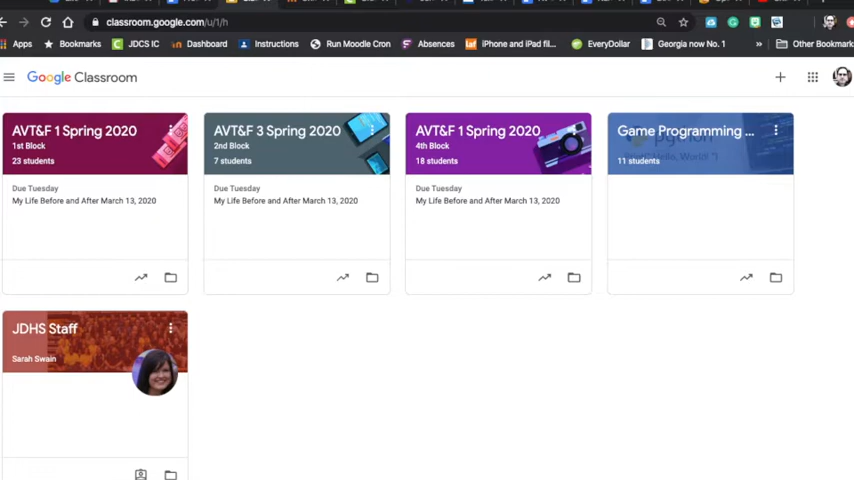 classroom.google.com/u/1/h
Apps Bookmarks JDCS IC Dashboard Instructions Run Moodle Cron Absences iPhone and iPad fil... EveryDollar Georgia now No. 1 » Other Bookmark
Google Classroom
AVT&F 1 Spring 2020
1st Block
23 students
Due Tuesday
My Life Before and After March 13, 2020
AVT&F 3 Spring 2020
2nd Block
7 students
Due Tuesday
My Life Before and After March 13, 2020
AVT&F 1 Spring 2020
4th Block
18 students
Due Tuesday
My Life Before and After March 13, 2020
Game Programming ...
11 students
JDHS Staff
Sarah Swain